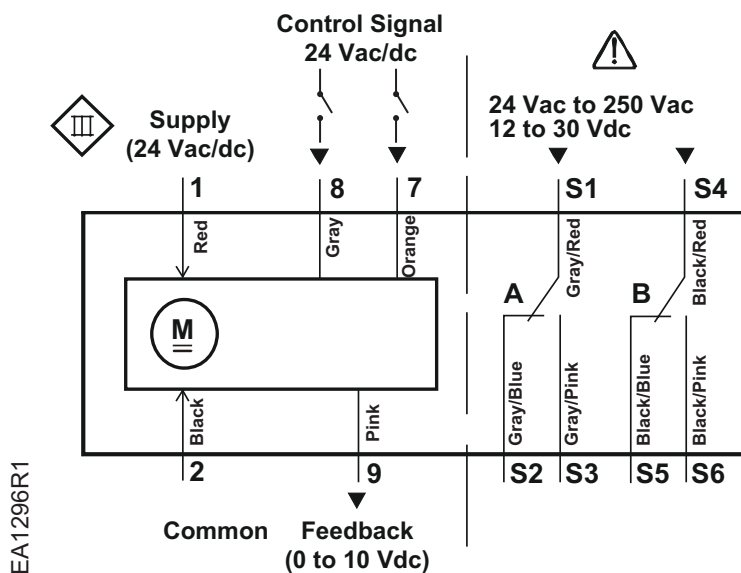 Control Signal
24 Vac/dc
24 Vac to 250 Vac
12 to 30 Vdc
III
Supply
(24 Vac/dc)
1
8
7
S1
S4
Red
Gray
Orange
Gray/Red
Black/Red
A
B
M
Black
Pink
Gray/Blue
Gray/Pink
Black/Blue
Black/Pink
2
9
S2
S3
S5
S6
Common
Feedback
(0 to 10 Vdc)
EA1296R1